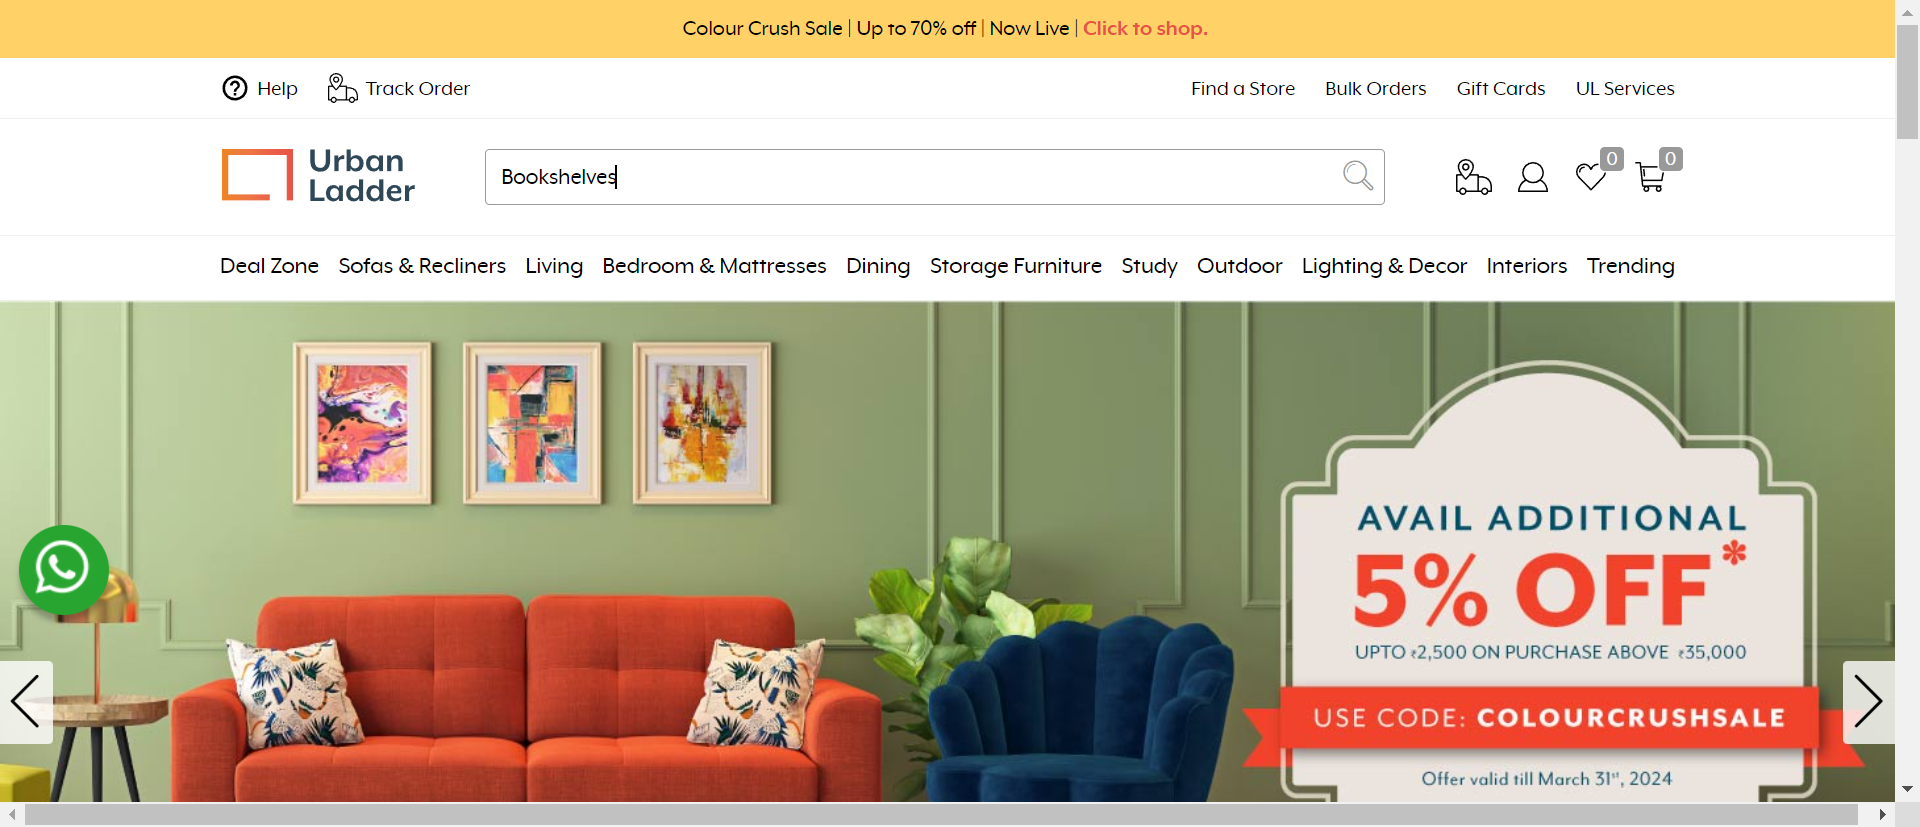 Colour Crush Sale | Up to 70% off | Now Live | Click to shop.
Help
Track Order
Find a Store
Bulk Orders
Gift Cards
UL Services
Urban
Ladder
Bookshelves
0
0
Deal Zone
Sofas & Recliners
Living
Bedroom & Mattresses
Dining
Storage Furniture
Study
Outdoor
Lighting & Decor
Interiors
Trending
AVAIL ADDITIONAL
5% OFF*
UPTO ₹2,500 ON PURCHASE ABOVE ₹35,000
USE CODE: COLOURCRUSHSALE
Offer valid till March 31st, 2024